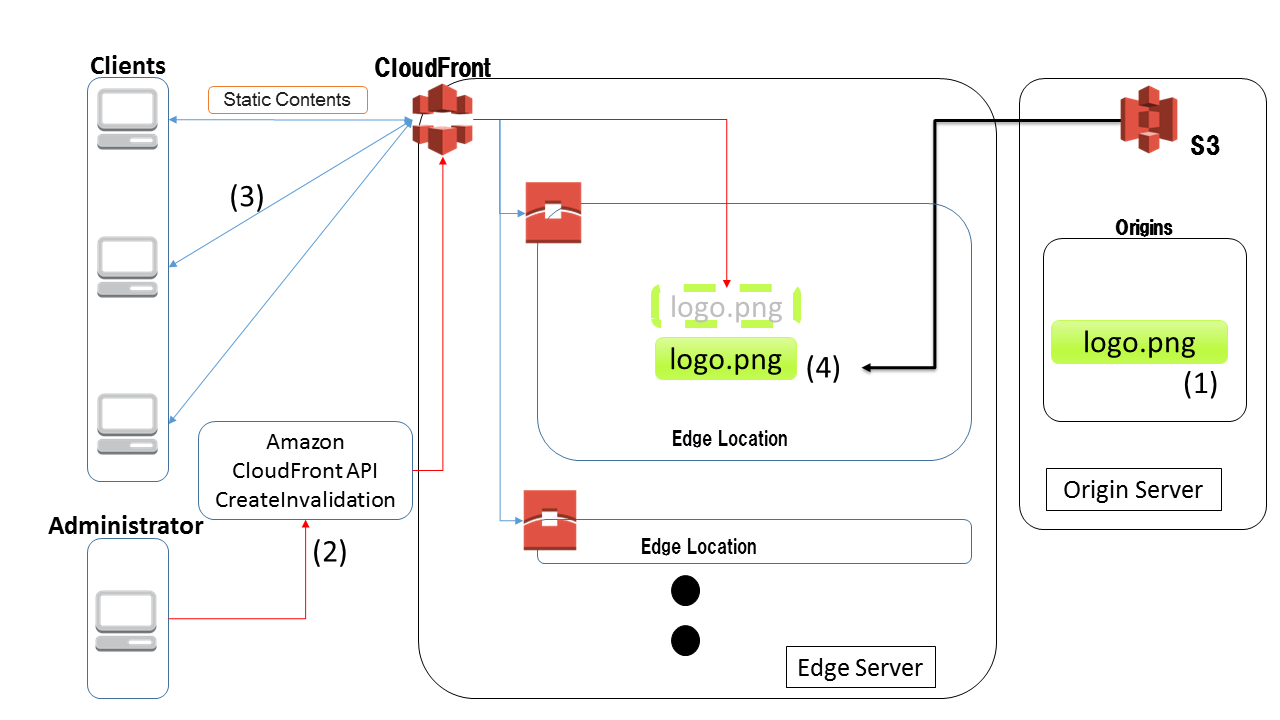 Clients
CloudFront
Static Contents
S3
(3)
Origins
logo.png
logo.png
logo.png
(4)
(1)
Edge Location
Amazon
CloudFront API
CreateInvalidation
Origin Server
Administrator
(2)
Edge Location
Edge Server